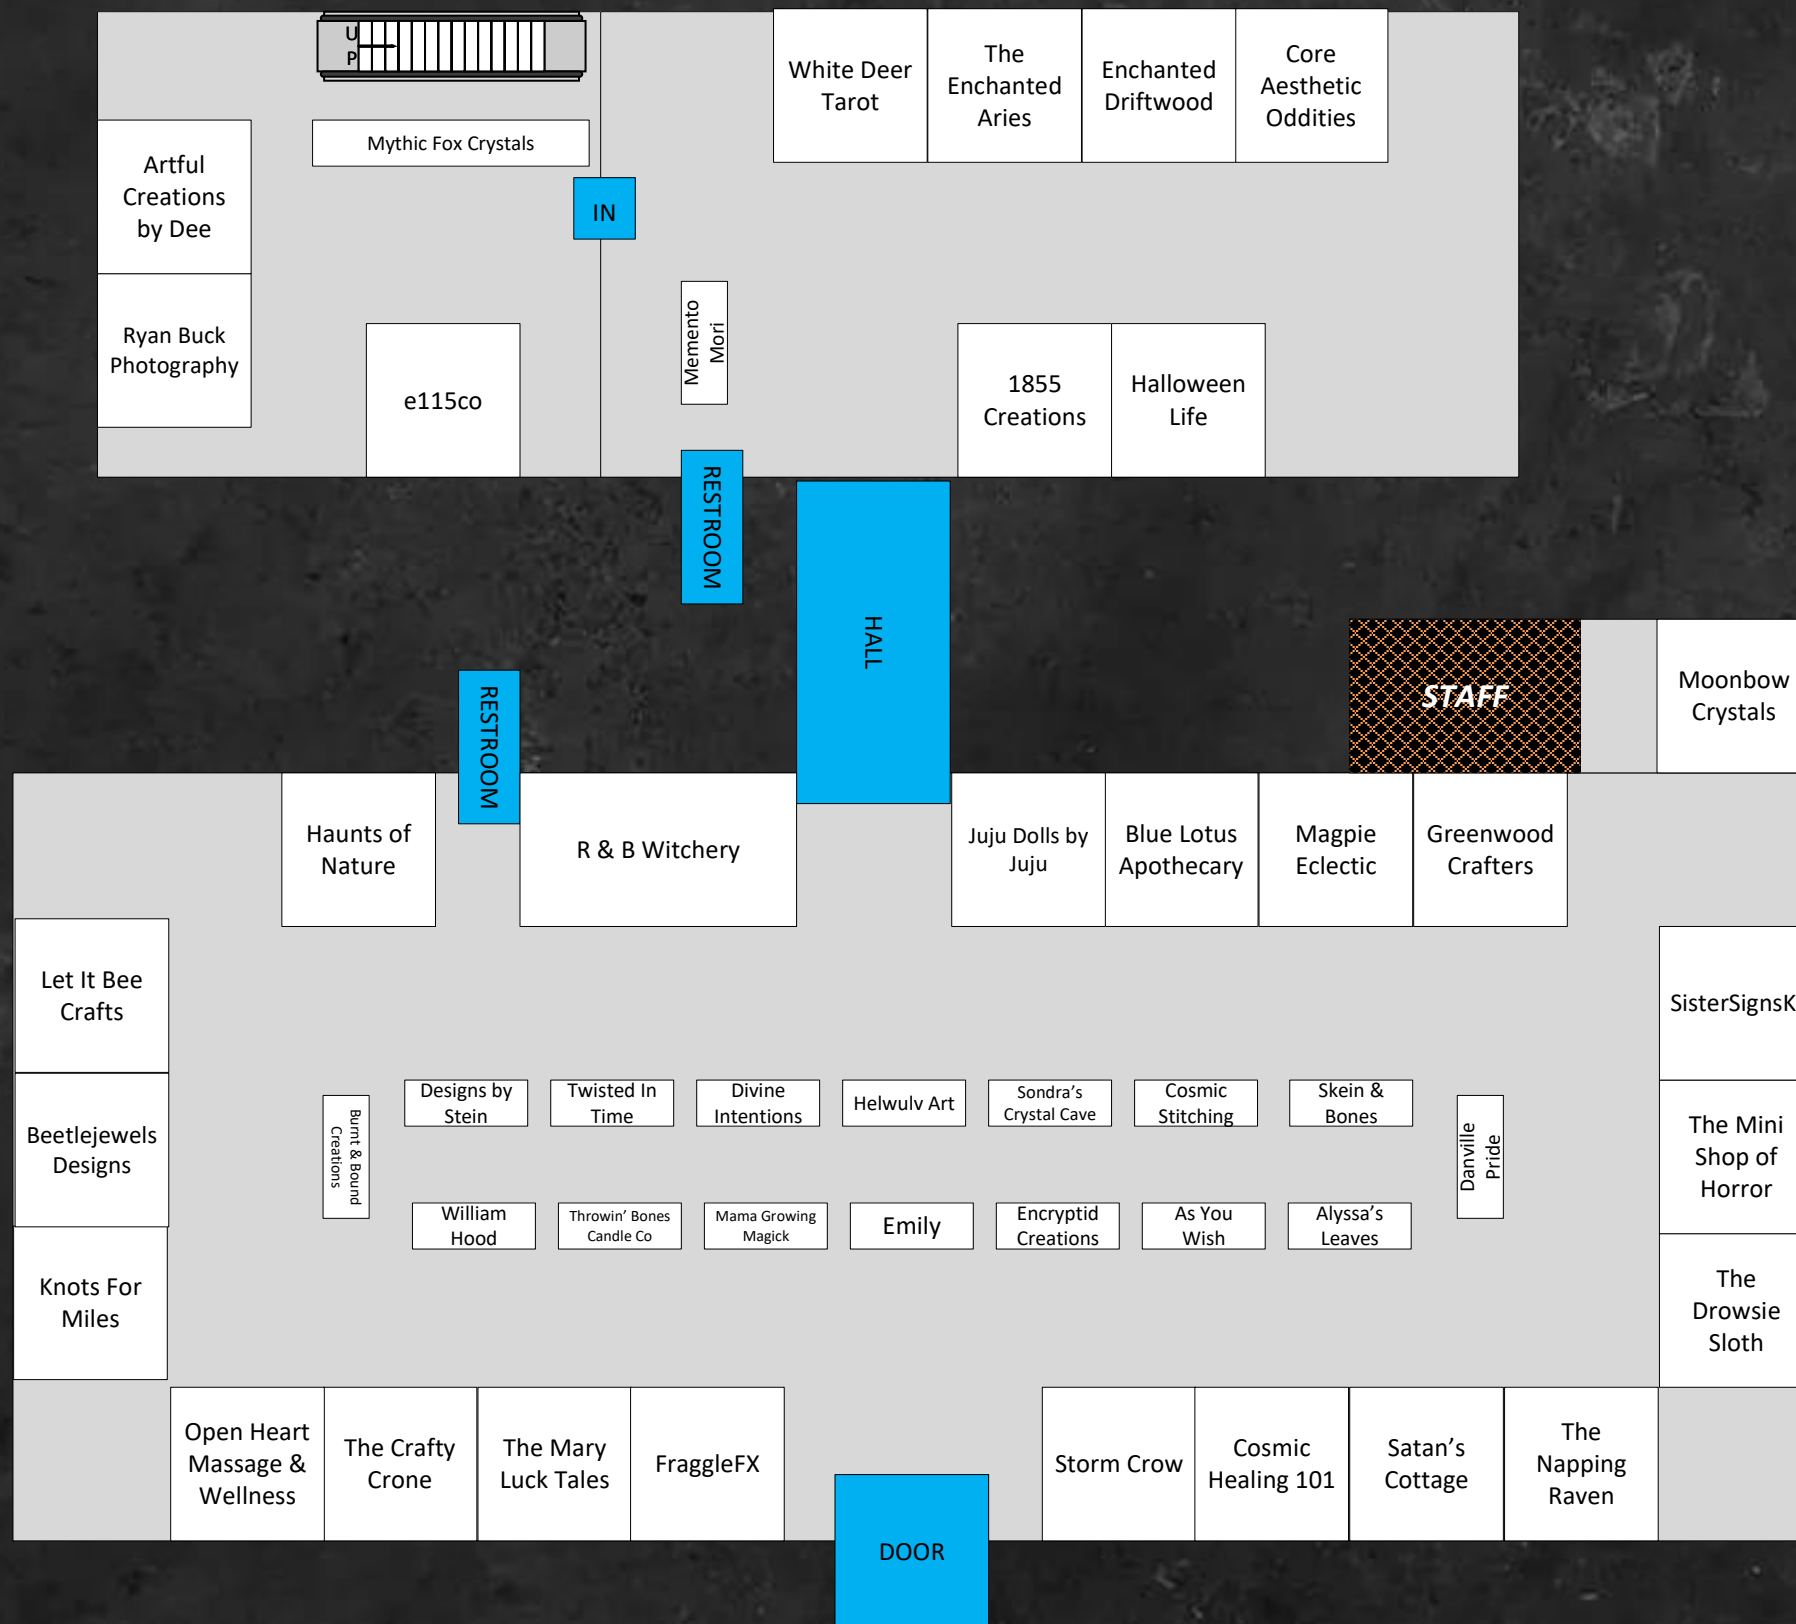 U
P
White Deer
Tarot
The
Enchanted
Aries
Enchanted
Driftwood
Core
Aesthetic
Oddities
Mythic Fox Crystals
Artful
Creations
by Dee
IN
Ryan Buck
Photography
e115co
Memento
Mori
1855
Creations
Halloween
Life
RESTROOM
HALL
STAFF
Moonbow
Crystals
RESTROOM
Haunts of
Nature
R & B Witchery
Juju Dolls by
Juju
Blue Lotus
Apothecary
Magpie
Eclectic
Greenwood
Crafters
Let It Bee
Crafts
SisterSignsK
Beetlejewels
Designs
Burnt & Bound
Creations
Designs by
Stein
Twisted In
Time
Divine
Intentions
Helwulv Art
Sondra’s
Crystal Cave
Cosmic
Stitching
Skein &
Bones
Danville
Pride
The Mini
Shop of
Horror
William
Hood
Throwin’ Bones
Candle Co
Mama Growing
Magick
Emily
Encryptid
Creations
As You
Wish
Alyssa’s
Leaves
Knots For
Miles
The
Drowsie
Sloth
Open Heart
Massage &
Wellness
The Crafty
Crone
The Mary
Luck Tales
FraggleFX
Storm Crow
Cosmic
Healing 101
Satan’s
Cottage
The
Napping
Raven
DOOR